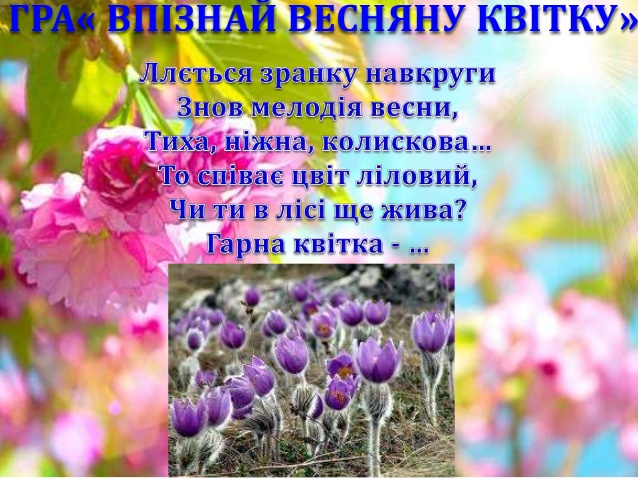 ГРА« ВПІЗНАЙ ВЕСНЯНУ КВІТКУ»
Ллється зранку навкруги
Знов мелодія весни,
Тиха, ніжна, колискова...
То співає цвіт ліловий,
Чи ти в лісі ще жива?
Гарна квітка - ...